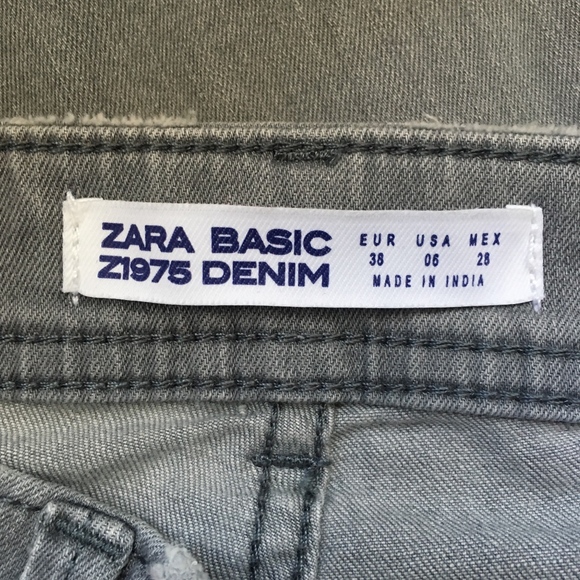 ZARA BASIC
Z1975 DENIM
EUR USA MEX
38 06 28
MADE IN INDIA